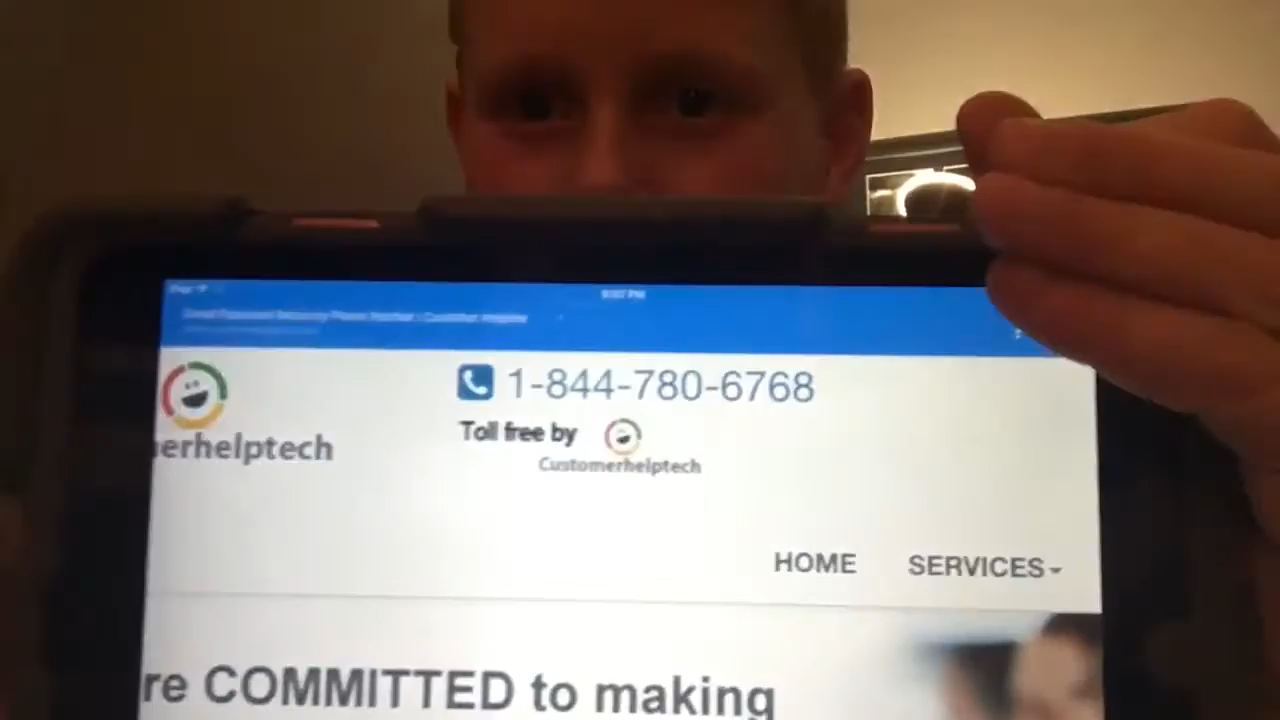 1-844-780-6768
Toll free by
Customerhelptech
erhelptech
HOME SERVICES
re COMMITTED to making